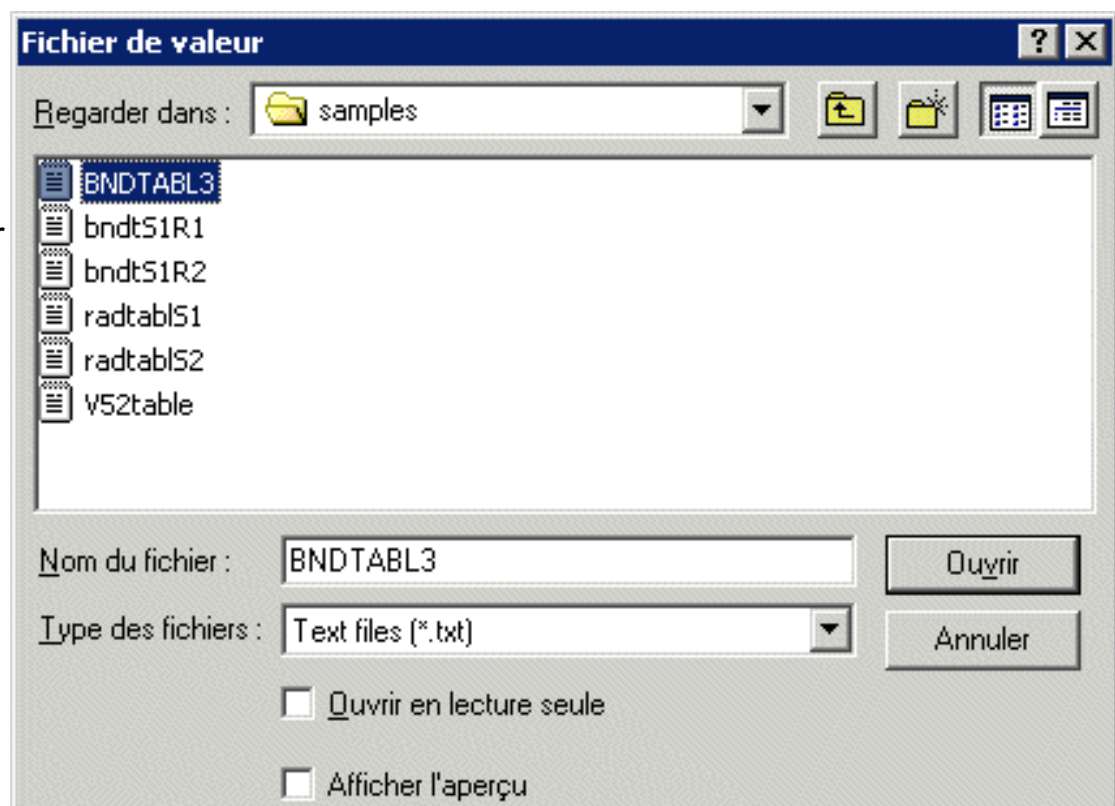 Fichier de valeur
Regarder dans : samples
BNDTABL3
bndtS1R1
bndtS1R2
radtablS1
radtablS2
V52table
Nom du fichier : BNDTABL3 Ouvrir
Type des fichiers : Text files (*.txt) Annuler
Ouvrir en lecture seule
Afficher l'aperçu